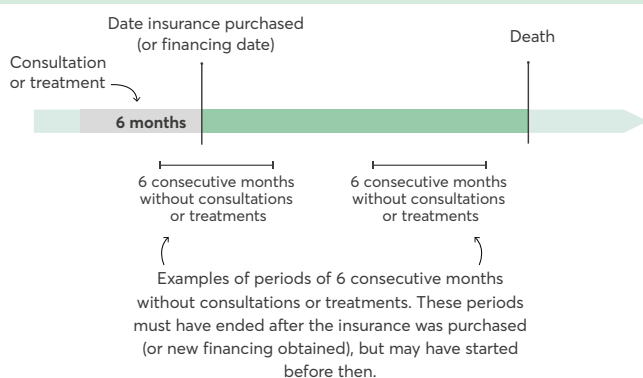 Date insurance purchased
(or financing date)
Death
Consultation
or treatment
6 months
6 consecutive months
without consultations
or treatments
6 consecutive months
without consultations
or treatments
Examples of periods of 6 consecutive months
without consultations or treatments. These periods
must have ended after the insurance was purchased
(or new financing obtained), but may have started
before then.